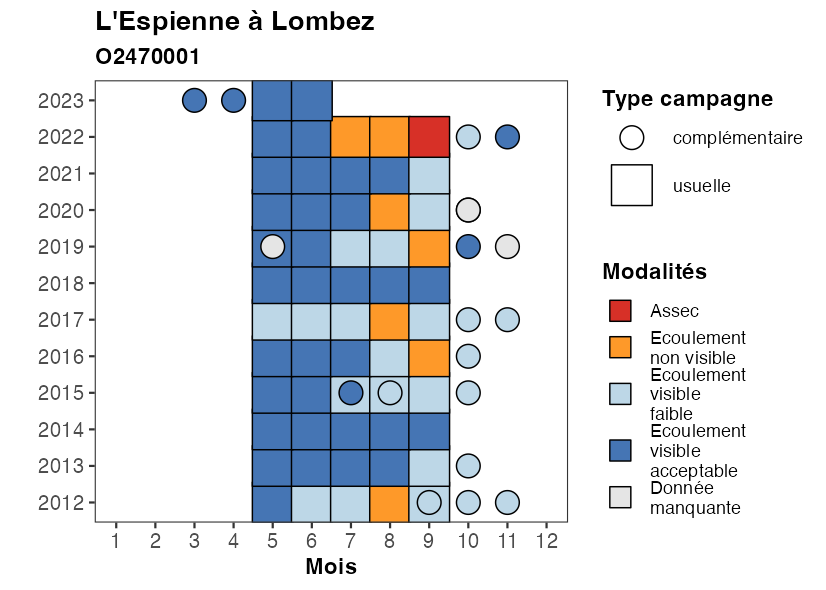 L'Espienne à Lombez
O2470001
2023
2022
2021
2020
2019
2018
2017
2016
2015
2014
2013
2012
1 2 3 4 5 6 7 8 9 10 11 12
Mois
Type campagne
complémentaire
usuelle
Modalités
Assec
Ecoulement
non visible
Ecoulement
visible
faible
Ecoulement
visible
acceptable
Donnée
manquante